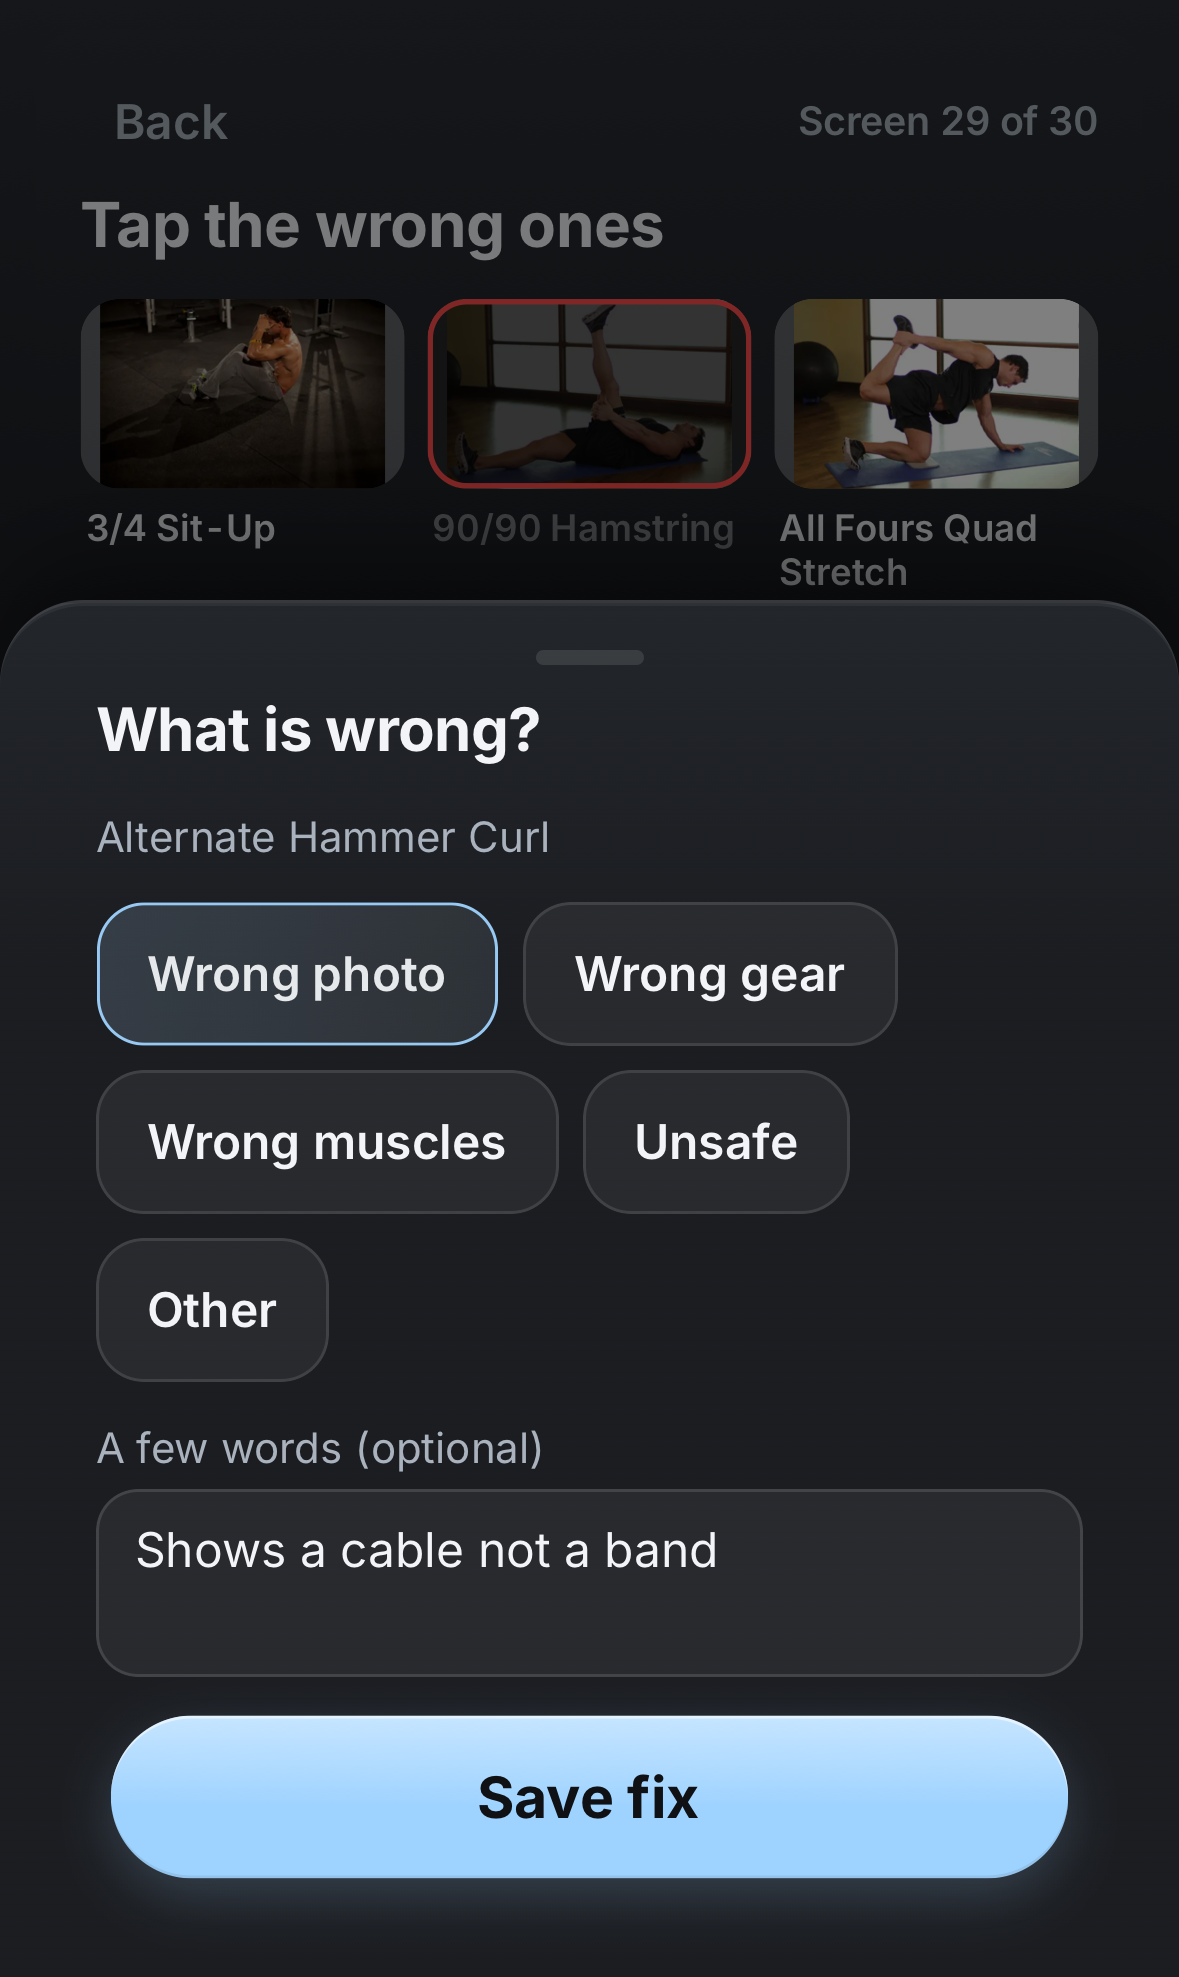 Back
Screen 29 of 30
Tap the wrong ones
3/4 Sit-Up
90/90 Hamstring
All Fours Quad
Stretch
What is wrong?
Alternate Hammer Curl
Wrong photo
Wrong gear
Wrong muscles
Unsafe
Other
A few words (optional)
Shows a cable not a band
Save fix